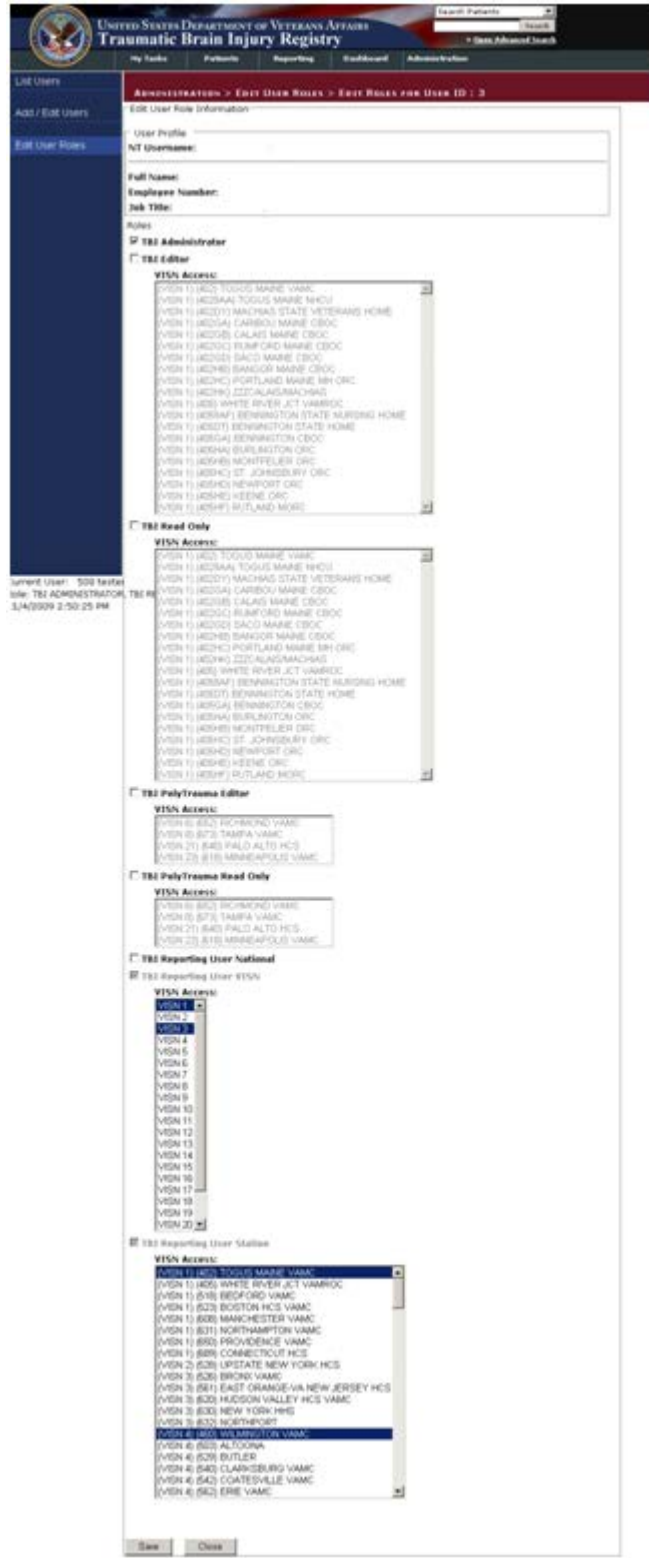 Search Patients
Search
UNITED STATES DEPARTMENT OF VETERANS AFFAIRS
Traumatic Brain Injury Registry
Open Advanced Search
My Tasks Patients Reporting Dashboard Administration
List Users
Add / Edit Users
Edit User Roles
ADMINISTRATION > EDIT USER ROLES > EDIT ROLES FOR USER ID : 3
Edit User Role Information
User Profile
NT Username:
Full Name:
Employee Number:
Job Title:
Roles
TBI Administrator
TBI Editor
VISN Access:
(VISN 1) (402) TOGUS MAINE VAMC
(VISN 1) (4029AA) TOGUS MAINE NHCU
(VISN 1) (402DY) MACHIAS STATE VETERANS HOME
(VISN 1) (402GA) CARIBOU MAINE CBOC
(VISN 1) (402GB) CALAIS MAINE CBOC
(VISN 1) (402GC) RUMFORD MAINE CBOC
(VISN 1) (402GD) SACO MAINE CBOC
(VISN 1) (402HB) BANGOR MAINE CBOC
(VISN 1) (402HC) PORTLAND MAINE MH ORC
(VISN 1) (402HK) ZZZCALAIS/MACHIAS
(VISN 1) (405) WHITE RIVER JCT VAMROC
(VISN 1) (4059AF) BENNINGTON STATE NURSING HOME
(VISN 1) (405DT) BENNINGTON STATE HOME
(VISN 1) (405GA) BENNINGTON CBOC
(VISN 1) (405HA) BURLINGTON ORC
(VISN 1) (405HB) MONTPELIER ORC
(VISN 1) (405HC) ST. JOHNSBURY ORC
(VISN 1) (405HD) NEWPORT ORC
(VISN 1) (405HE) KEENE ORC
(VISN 1) (405HF) RUTLAND MORC
TBI Read Only
VISN Access:
(VISN 1) (402) TOGUS MAINE VAMC
(VISN 1) (4029AA) TOGUS MAINE NHCU
(VISN 1) (402DY) MACHIAS STATE VETERANS HOME
(VISN 1) (402GA) CARIBOU MAINE CBOC
(VISN 1) (402GB) CALAIS MAINE CBOC
(VISN 1) (402GC) RUMFORD MAINE CBOC
(VISN 1) (402GD) SACO MAINE CBOC
(VISN 1) (402HB) BANGOR MAINE CBOC
(VISN 1) (402HC) PORTLAND MAINE MH ORC
(VISN 1) (402HK) ZZZCALAIS/MACHIAS
(VISN 1) (405) WHITE RIVER JCT VAMROC
(VISN 1) (4059AF) BENNINGTON STATE NURSING HOME
(VISN 1) (405DT) BENNINGTON STATE HOME
(VISN 1) (405GA) BENNINGTON CBOC
(VISN 1) (405HA) BURLINGTON ORC
(VISN 1) (405HB) MONTPELIER ORC
(VISN 1) (405HC) ST. JOHNSBURY ORC
(VISN 1) (405HD) NEWPORT ORC
(VISN 1) (405HE) KEENE ORC
(VISN 1) (405HF) RUTLAND MORC
urrent User: 508 tester
ole: TBI ADMINISTRATOR, TBI RE
3/4/2009 2:50:25 PM
TBI PolyTrauma Editor
VISN Access:
(VISN 6) (652) RICHMOND VAMC
(VISN 8) (673) TAMPA VAMC
(VISN 21) (640) PALO ALTO HCS
(VISN 23) (618) MINNEAPOLIS VAMC
TBI PolyTrauma Read Only
VISN Access:
(VISN 6) (652) RICHMOND VAMC
(VISN 8) (673) TAMPA VAMC
(VISN 21) (640) PALO ALTO HCS
(VISN 23) (618) MINNEAPOLIS VAMC
TBI Reporting User National
TBI Reporting User VISN
VISN Access:
VISN 1
VISN 2
VISN 3
VISN 4
VISN 5
VISN 6
VISN 7
VISN 8
VISN 9
VISN 10
VISN 11
VISN 12
VISN 13
VISN 14
VISN 15
VISN 16
VISN 17
VISN 18
VISN 19
VISN 20
TBI Reporting User Station
VISN Access:
(VISN 1) (402) TOGUS MAINE VAMC
(VISN 1) (405) WHITE RIVER JCT VAMROC
(VISN 1) (518) BEDFORD VAMC
(VISN 1) (523) BOSTON HCS VAMC
(VISN 1) (608) MANCHESTER VAMC
(VISN 1) (631) NORTHAMPTON VAMC
(VISN 1) (650) PROVIDENCE VAMC
(VISN 1) (689) CONNECTICUT HCS
(VISN 2) (528) UPSTATE NEW YORK HCS
(VISN 3) (526) BRONX VAMC
(VISN 3) (561) EAST ORANGE-VA NEW JERSEY HCS
(VISN 3) (620) HUDSON VALLEY HCS VAMC
(VISN 3) (630) NEW YORK HHS
(VISN 3) (632) NORTHPORT
(VISN 4) (460) WILMINGTON VAMC
(VISN 4) (503) ALTOONA
(VISN 4) (529) BUTLER
(VISN 4) (540) CLARKSBURG VAMC
(VISN 4) (542) COATESVILLE VAMC
(VISN 4) (562) ERIE VAMC
Save Close